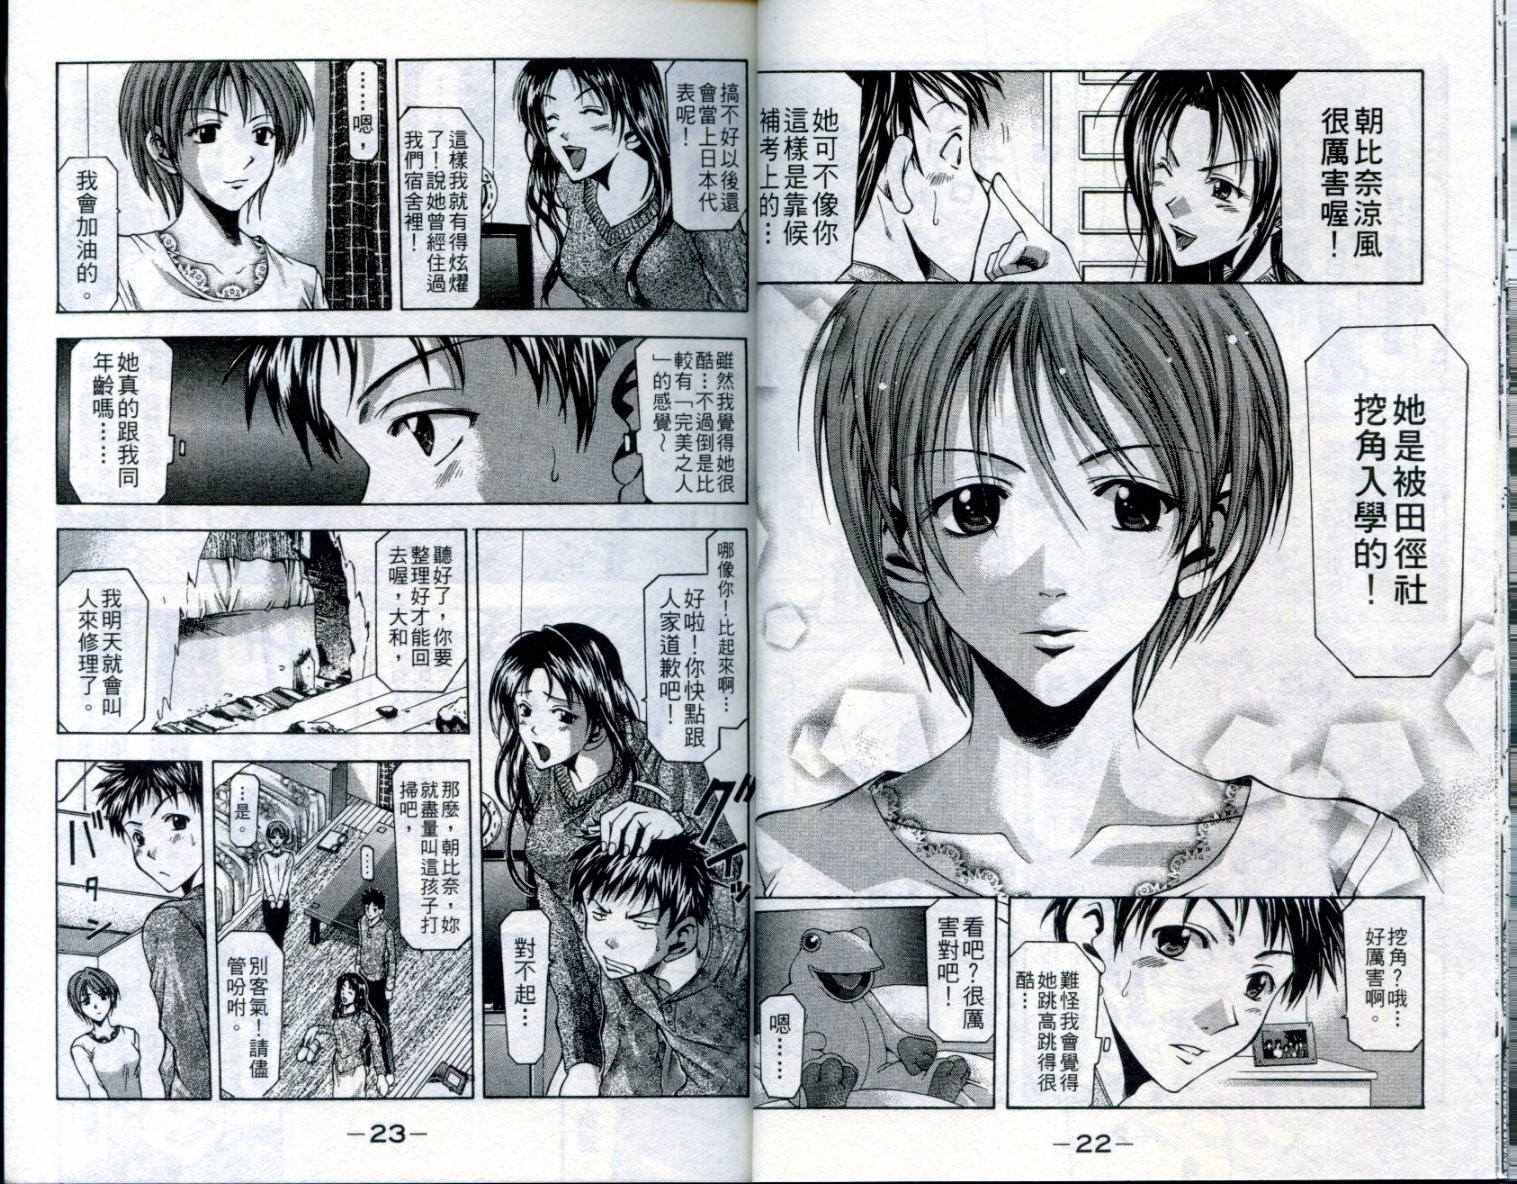 朝比奈涼風
很厲害喔！
她可不像你
這樣是靠候
補考上的…
她是被田徑社
挖角入學的！
挖角？哦…
好厲害啊。
難怪我會覺得
她跳高跳得很
酷…
看吧？很厲
害對吧！
嗯……
－22－
搞不好以後還
會當上日本代
表呢！
這樣我就有得炫耀
了！說她曾經住過
我們宿舍裡！
……嗯，
我會加油的。
雖然我覺得她很
酷…不過倒是比
較有「完美之人
」的感覺～
她真的跟我同
年齡嗎……
哪像你！比起來啊…
好啦！你快點跟
人家道歉吧！
グ
イッ
對不起…
聽好了，你要
整理好才能回
去喔，大和，
我明天就會叫
人來修理了。
那麼，朝比奈，妳
就盡量叫這孩子打
掃吧，
……
…是。
別客氣！請儘
管吩咐。
バタン
－23－